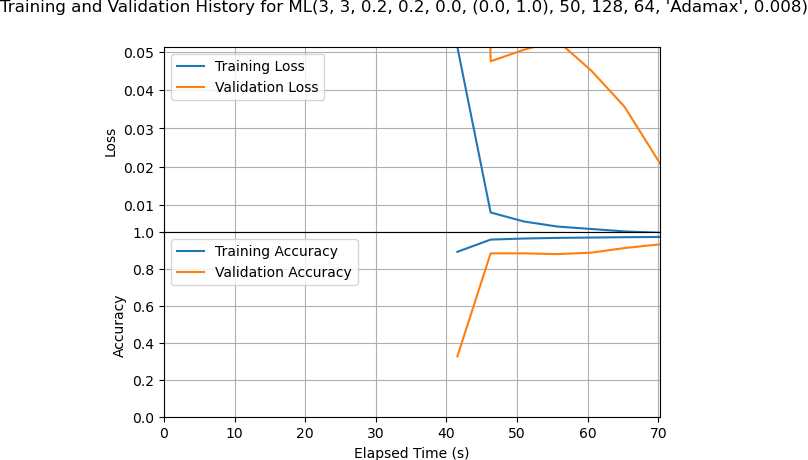 Training and Validation History for ML(3, 3, 0.2, 0.2, 0.0, (0.0, 1.0), 50, 128, 64, 'Adamax', 0.008)
0.05
Training Loss
Validation Loss
0.04
Loss
0.03
0.02
0.01
1.0
Training Accuracy
Validation Accuracy
0.8
Accuracy
0.6
0.4
0.2
0.0
0 10 20 30 40 50 60 70
Elapsed Time (s)